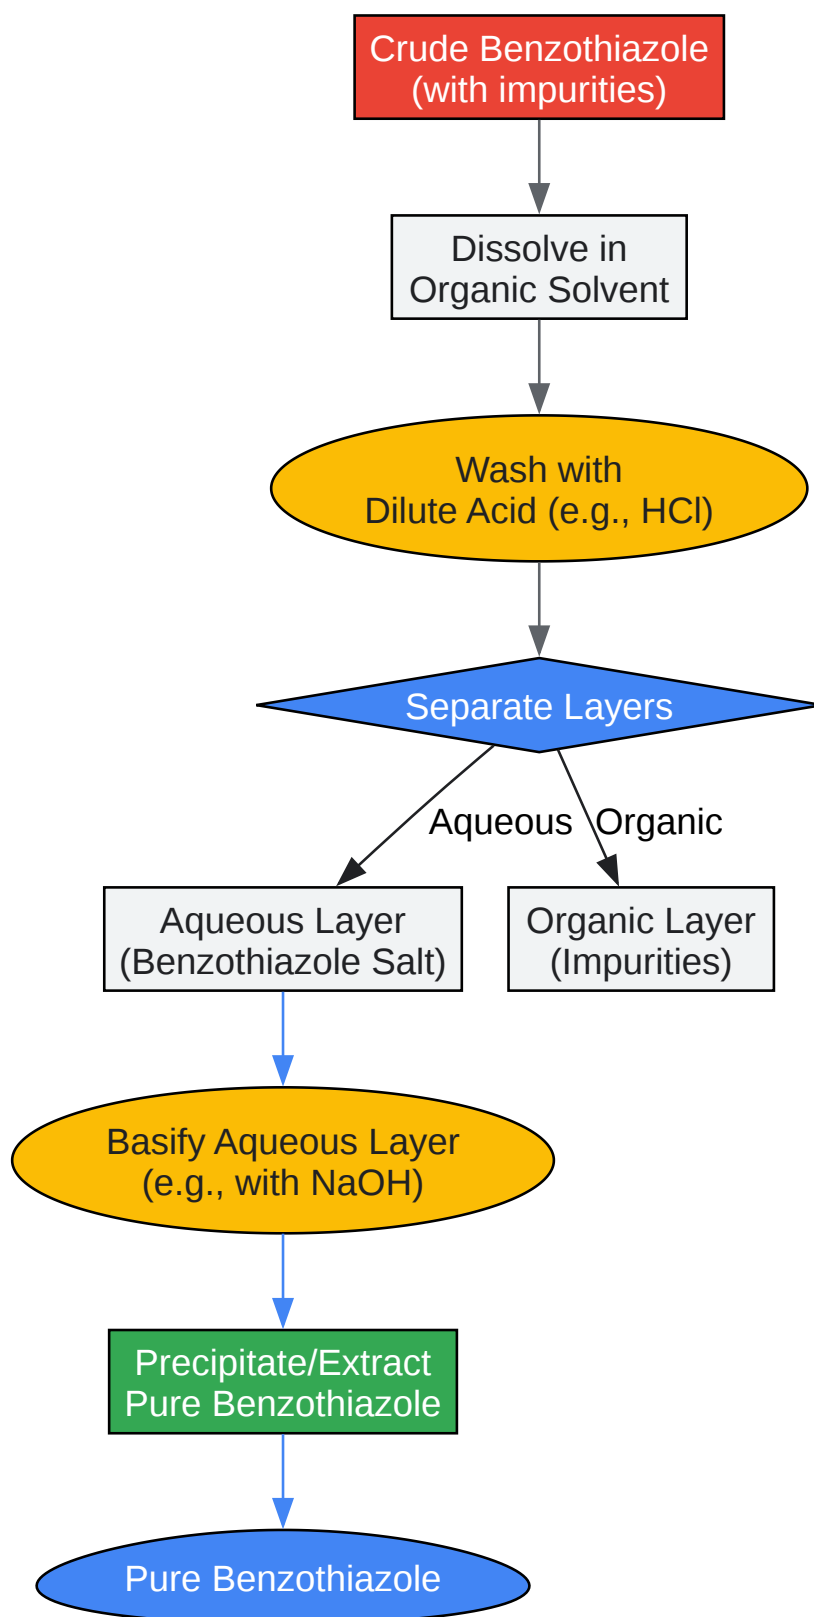 Crude Benzothiazole
(with impurities)
Dissolve in
Organic Solvent
Wash with
Dilute Acid (e.g., HCl)
Separate Layers
Aqueous
Organic
Aqueous Layer
(Benzothiazole Salt)
Organic Layer
(Impurities)
Basify Aqueous Layer
(e.g., with NaOH)
Precipitate/Extract
Pure Benzothiazole
Pure Benzothiazole